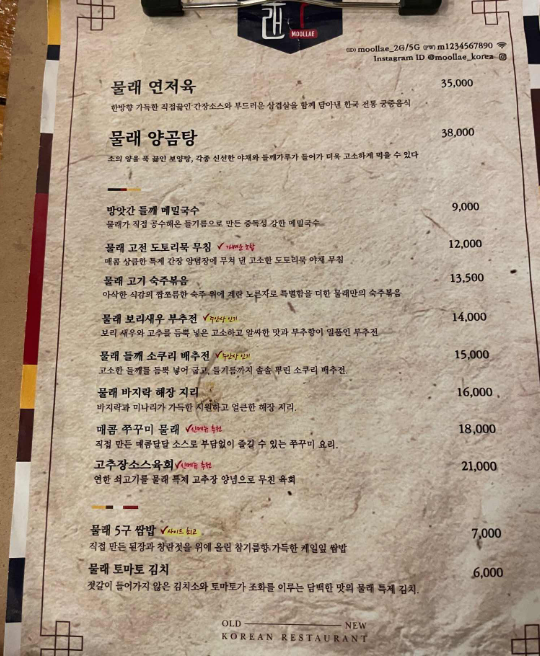 래
MOOLLAE
(ID) moollae_2G/5G (PW) m1234567890
Instagram ID @moollae_korea
물래 연저육 35,000
한방향 가득한 직접끓인 간장소스와 부드러운 삼겹살을 함께 담아낸 한국 전통 궁중음식
물래 양곰탕 38,000
소의 양을 푹 끓인 보양탕, 각종 신선한 야채와 들깨가루가 들어가 더욱 고소하게 먹을 수 있다
방앗간 들깨 메밀국수 9,000
물래가 직접 공수해온 들기름으로 만든 중독성 강한 메밀국수
물래 고전 도토리묵 무침 12,000
매콤 상큼한 특제 간장 양념장에 무쳐 낸 고소한 도토리묵 야채 무침
물래 고기 숙주볶음 13,500
아삭한 식감의 짭쪼름한 숙주 위에 계란 노른자로 특별함을 더한 물래만의 숙주볶음
물래 보리새우 부추전 14,000
보리 새우와 고추를 듬뿍 넣은 고소하고 알싸한 맛과 부추향이 일품인 부추전
물래 들깨 소쿠리 배추전 15,000
고소한 들깨를 듬뿍 넣어 굽고, 들기름까지 솔솔 뿌린 소쿠리 배추전
물래 바지락 해장 지리 16,000
바지락과 미나리가 가득한 시원하고 얼큰한 해장 지리.
매콤 쭈꾸미 물래 18,000
직접 만든 매콤달달 소스로 부담없이 즐길 수 있는 쭈꾸미 요리.
고추장소스육회 21,000
연한 쇠고기를 물래 특제 고추장 양념으로 무친 육회
물래 5구 쌈밥 사이드 최고 7,000
직접 만든 된장과 창란젓을 위에 올린 참기름향 가득한 케일잎 쌈밥
물래 토마토 김치 6,000
젓갈이 들어가지 않은 김치소와 토마토가 조화를 이루는 담백한 맛의 물래 특제 김치.
OLD NEW
KOREAN RESTAURANT